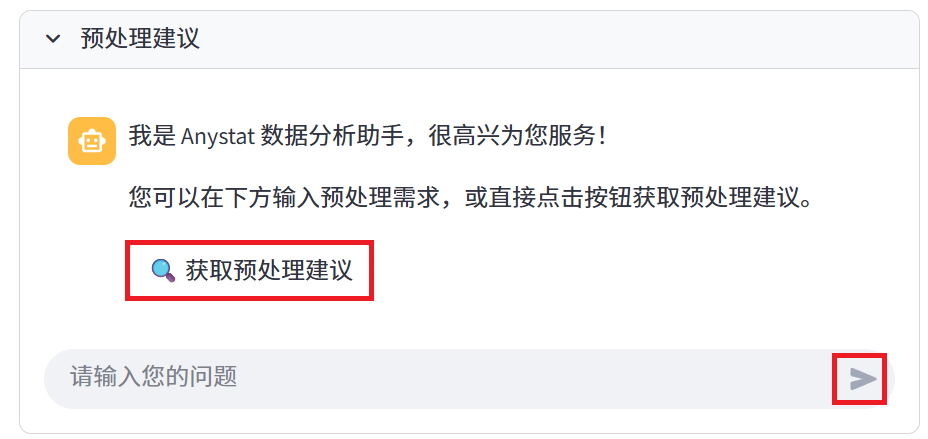 预处理建议
我是 Anystat 数据分析助手，很高兴为您服务！
您可以在下方输入预处理需求，或直接点击按钮获取预处理建议。
获取预处理建议
请输入您的问题